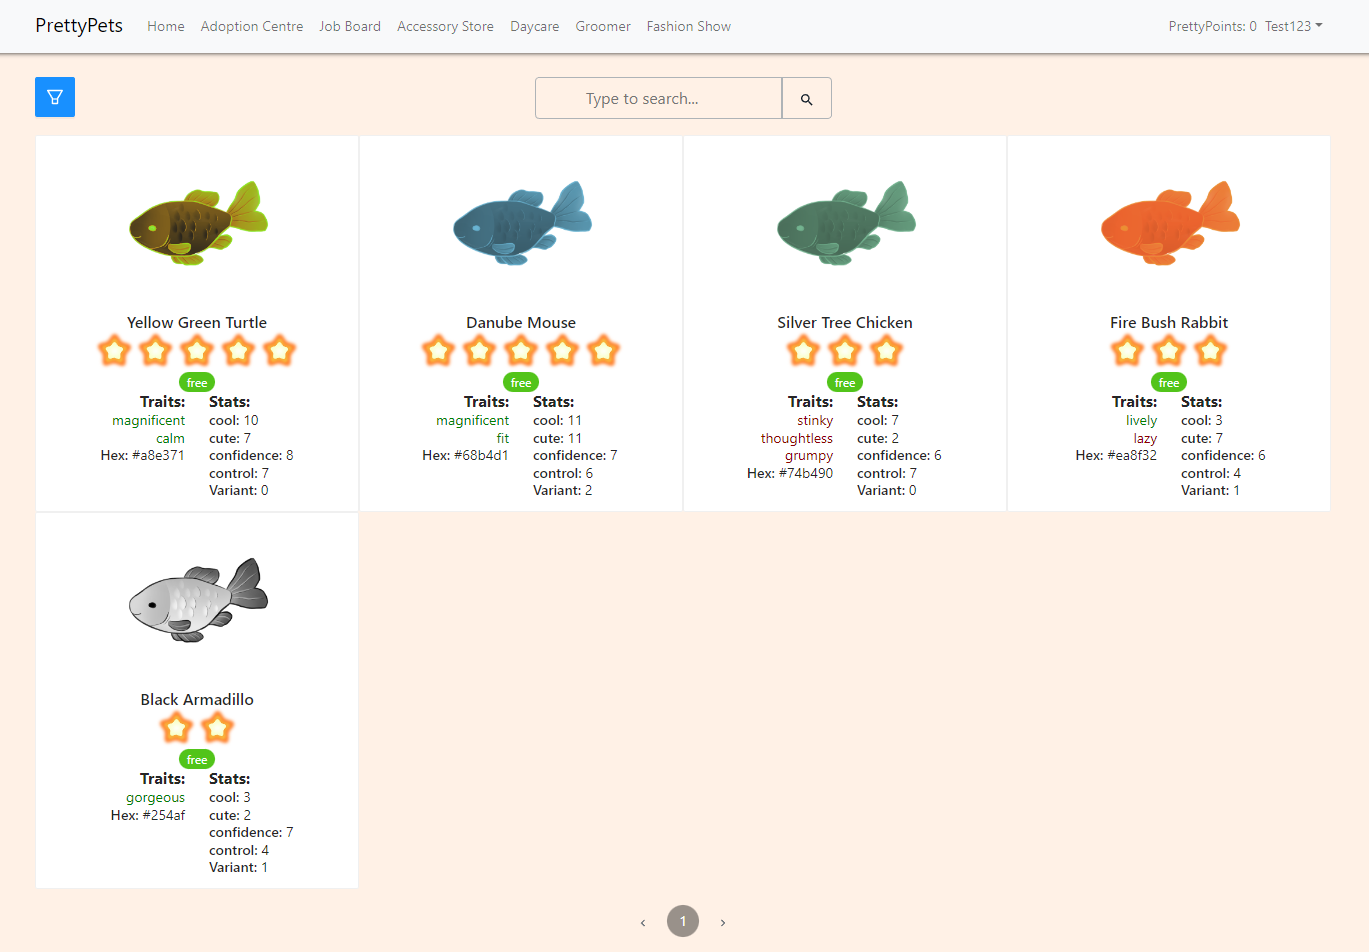 PrettyPets Home Adoption Centre Job Board Accessory Store Daycare Groomer Fashion Show PrettyPoints: 0 Test123
Type to search...
Yellow Green Turtle
free
Traits:
magnificent
calm
Hex: #a8e371
Stats:
cool: 10
cute: 7
confidence: 8
control: 7
Variant: 0
Danube Mouse
free
Traits:
magnificent
fit
Hex: #68b4d1
Stats:
cool: 11
cute: 11
confidence: 7
control: 6
Variant: 2
Silver Tree Chicken
free
Traits:
stinky
thoughtless
grumpy
Hex: #74b490
Stats:
cool: 7
cute: 2
confidence: 6
control: 7
Variant: 0
Fire Bush Rabbit
free
Traits:
lively
lazy
Hex: #ea8f32
Stats:
cool: 3
cute: 7
confidence: 6
control: 4
Variant: 1
Black Armadillo
free
Traits:
gorgeous
Hex: #254af
Stats:
cool: 3
cute: 2
confidence: 7
control: 4
Variant: 1
‹ 1 ›